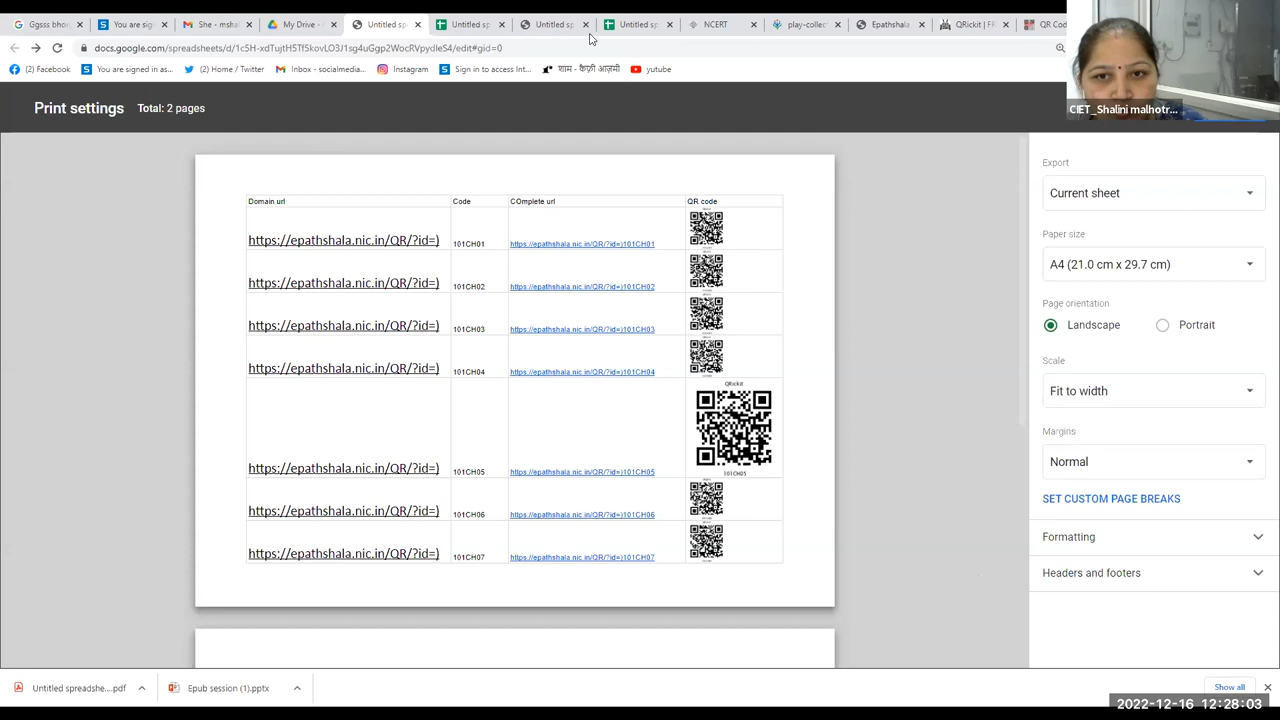 Ggsss bhon
You are sig
She - mshal
My Drive -
Untitled sp
Untitled sp
Untitled sp
Untitled sp
NCERT
play-collec
Epathshala
QRickit | F
QR Cod
docs.google.com/spreadsheets/d/1c5H-xdTujtH5Tf5kovLO3J1sg4uGgp2WocRVpydleS4/edit#gid=0
(2) Facebook
You are signed in as...
(2) Home / Twitter
Inbox - socialmedia...
Instagram
Sign in to access Int...
शाम - कैफ़ी आज़मी
yutube
Print settings Total: 2 pages
CIET_Shalini malhotr...
Domain url Code COmplete url QR code
https://epathshala.nic.in/QR/?id=) 101CH01 https://epathshala.nic.in/QR/?id=)101CH01
https://epathshala.nic.in/QR/?id=) 101CH02 https://epathshala.nic.in/QR/?id=)101CH02
https://epathshala.nic.in/QR/?id=) 101CH03 https://epathshala.nic.in/QR/?id=)101CH03
https://epathshala.nic.in/QR/?id=) 101CH04 https://epathshala.nic.in/QR/?id=)101CH04
QRickit
https://epathshala.nic.in/QR/?id=) 101CH05 https://epathshala.nic.in/QR/?id=)101CH05 101CH05
https://epathshala.nic.in/QR/?id=) 101CH06 https://epathshala.nic.in/QR/?id=)101CH06
https://epathshala.nic.in/QR/?id=) 101CH07 https://epathshala.nic.in/QR/?id=)101CH07
Export
Current sheet
Paper size
A4 (21.0 cm x 29.7 cm)
Page orientation
Landscape Portrait
Scale
Fit to width
Margins
Normal
SET CUSTOM PAGE BREAKS
Formatting
Headers and footers
Untitled spreadshe....pdf
Epub session (1).pptx
Show all
2022-12-16 12:28:03